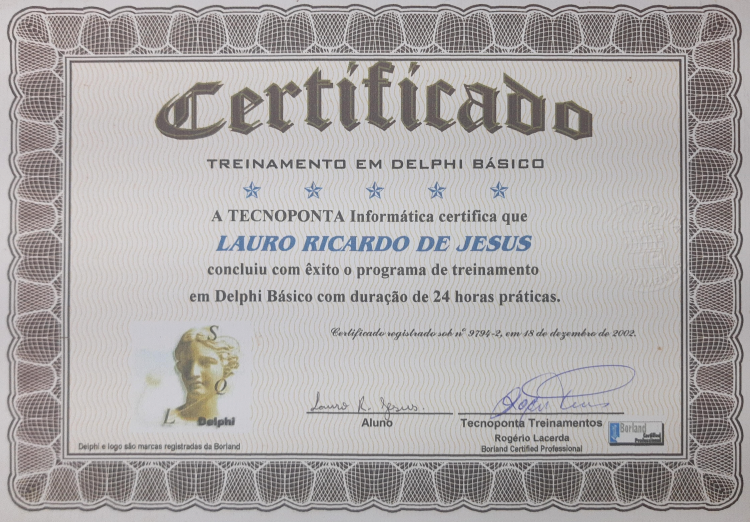 Certificado
TREINAMENTO EM DELPHI BÁSICO
A TECNOPONTA Informática certifica que
LAURO RICARDO DE JESUS
concluiu com êxito o programa de treinamento
em Delphi Básico com duração de 24 horas práticas.
Certificado registrado sob nº 9794-2, em 18 de dezembro de 2002.
S
Q
L
Delphi
Lauro R. Jesus.
Aluno
Tecnoponta Treinamentos
Rogério Lacerda
Borland Certified Professional
Borland
Certified
Professional
Delphi e logo são marcas registradas da Borland